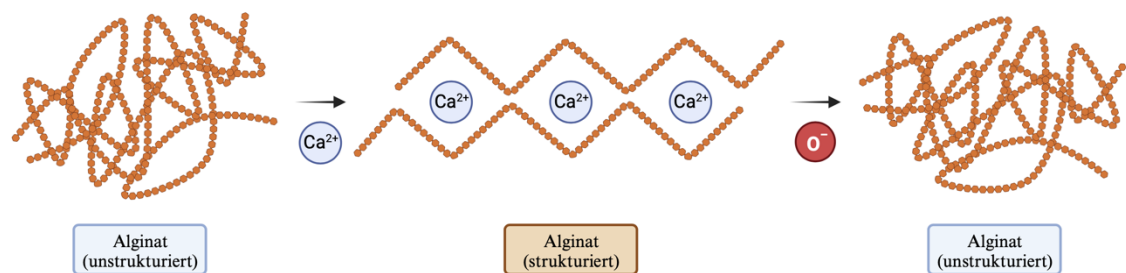 Ca²⁺
Ca²⁺
Ca²⁺
Ca²⁺
O⁻
Alginat
(unstrukturiert)
Alginat
(strukturiert)
Alginat
(unstrukturiert)